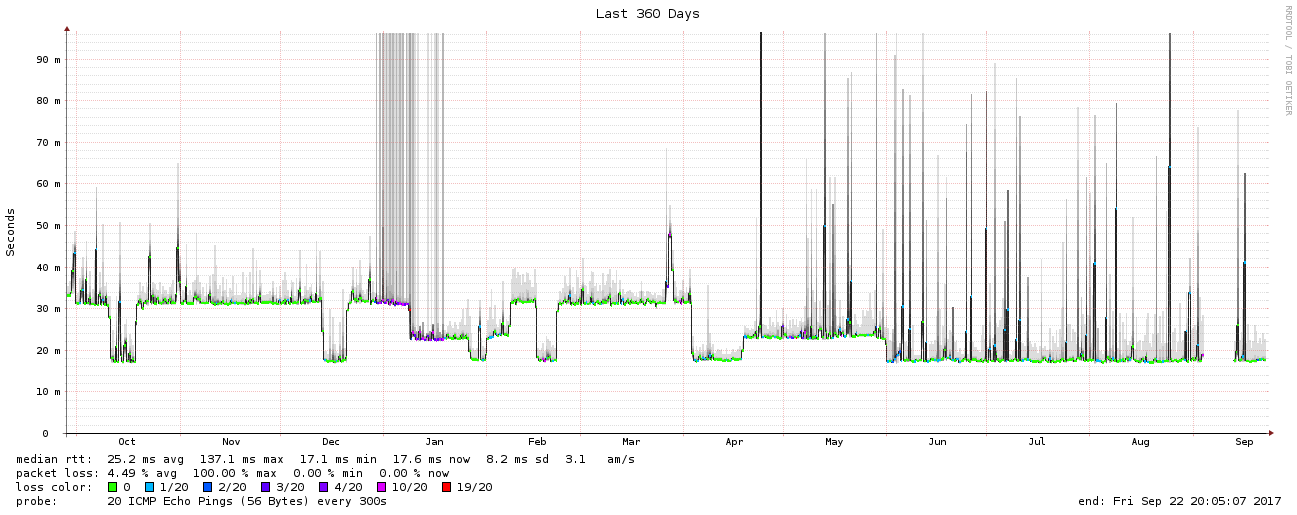 Last 360 Days
RRDTOOL / TOBI OETIKER
Seconds
90 m
80 m
70 m
60 m
50 m
40 m
30 m
20 m
10 m
0
Oct Nov Dec Jan Feb Mar Apr May Jun Jul Aug Sep
median rtt: 25.2 ms avg 137.1 ms max 17.1 ms min 17.6 ms now 8.2 ms sd 3.1 am/s
packet loss: 4.49 % avg 100.00 % max 0.00 % min 0.00 % now
loss color: 0 1/20 2/20 3/20 4/20 10/20 19/20
probe: 20 ICMP Echo Pings (56 Bytes) every 300s end: Fri Sep 22 20:05:07 2017